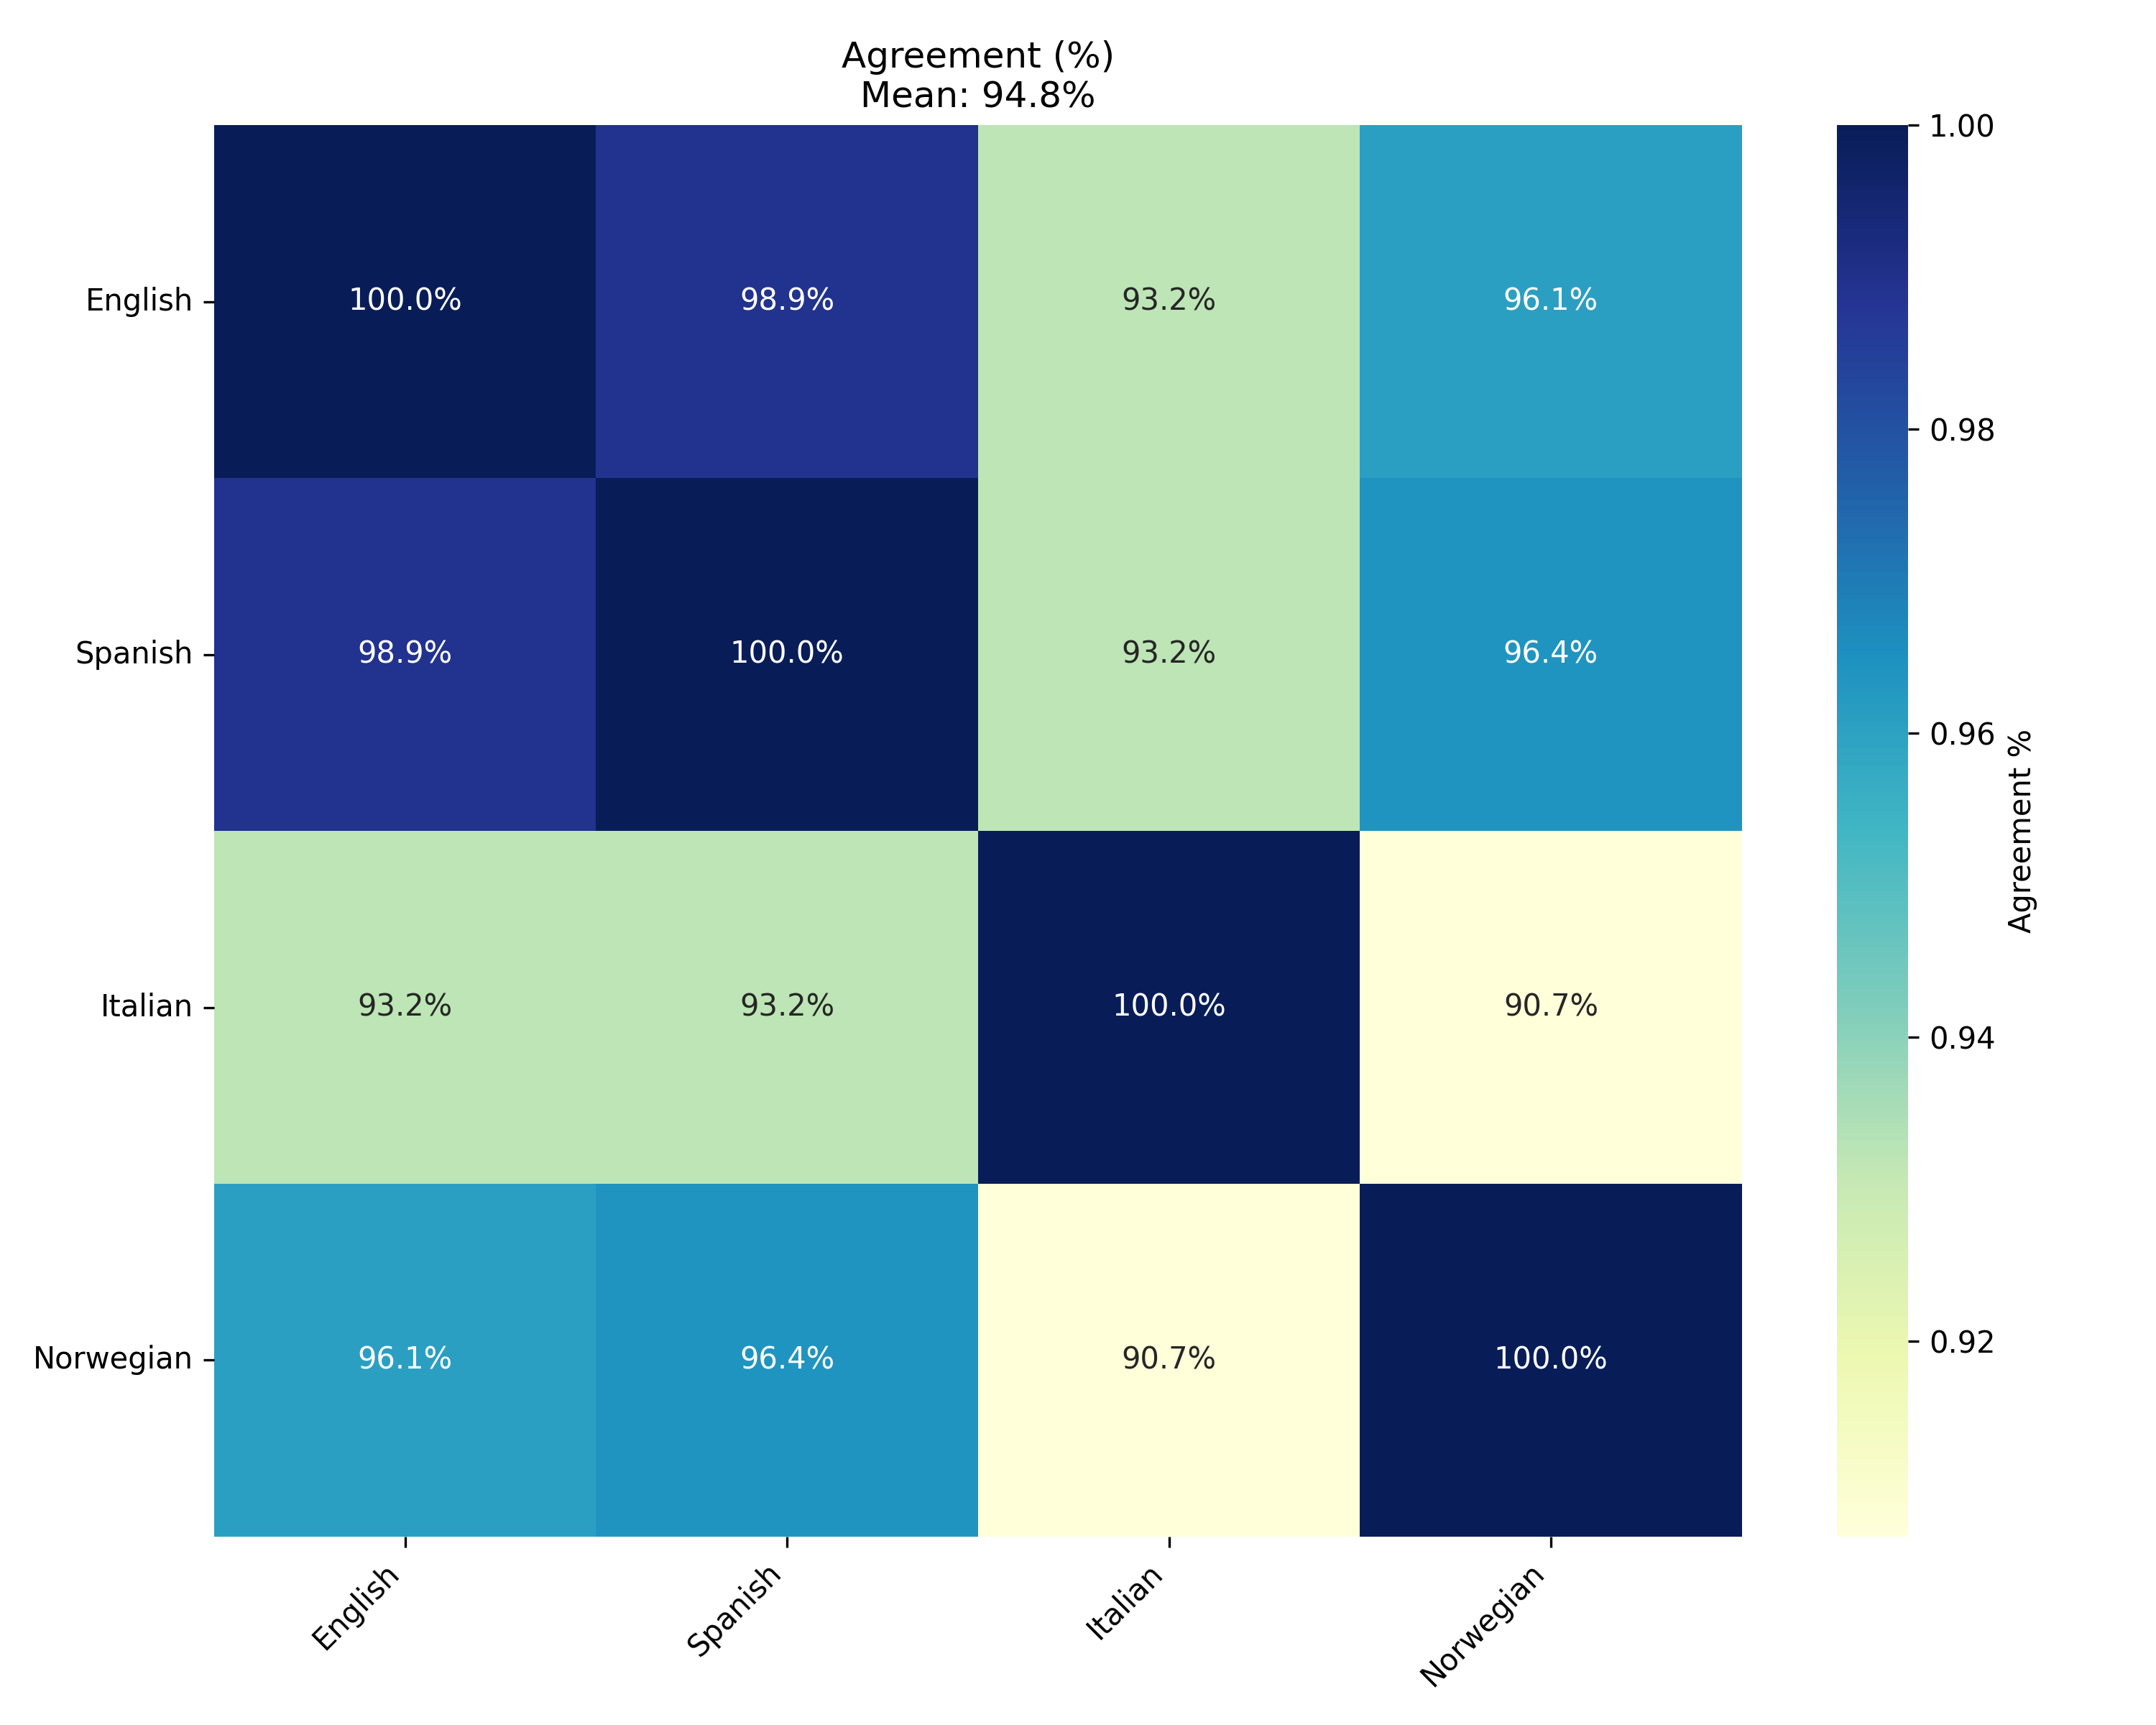 Agreement (%)
Mean: 94.8%
English 100.0% 98.9% 93.2% 96.1%
Spanish 98.9% 100.0% 93.2% 96.4%
Italian 93.2% 93.2% 100.0% 90.7%
Norwegian 96.1% 96.4% 90.7% 100.0%
English Spanish Italian Norwegian
1.00
0.98
0.96
0.94
0.92
Agreement %